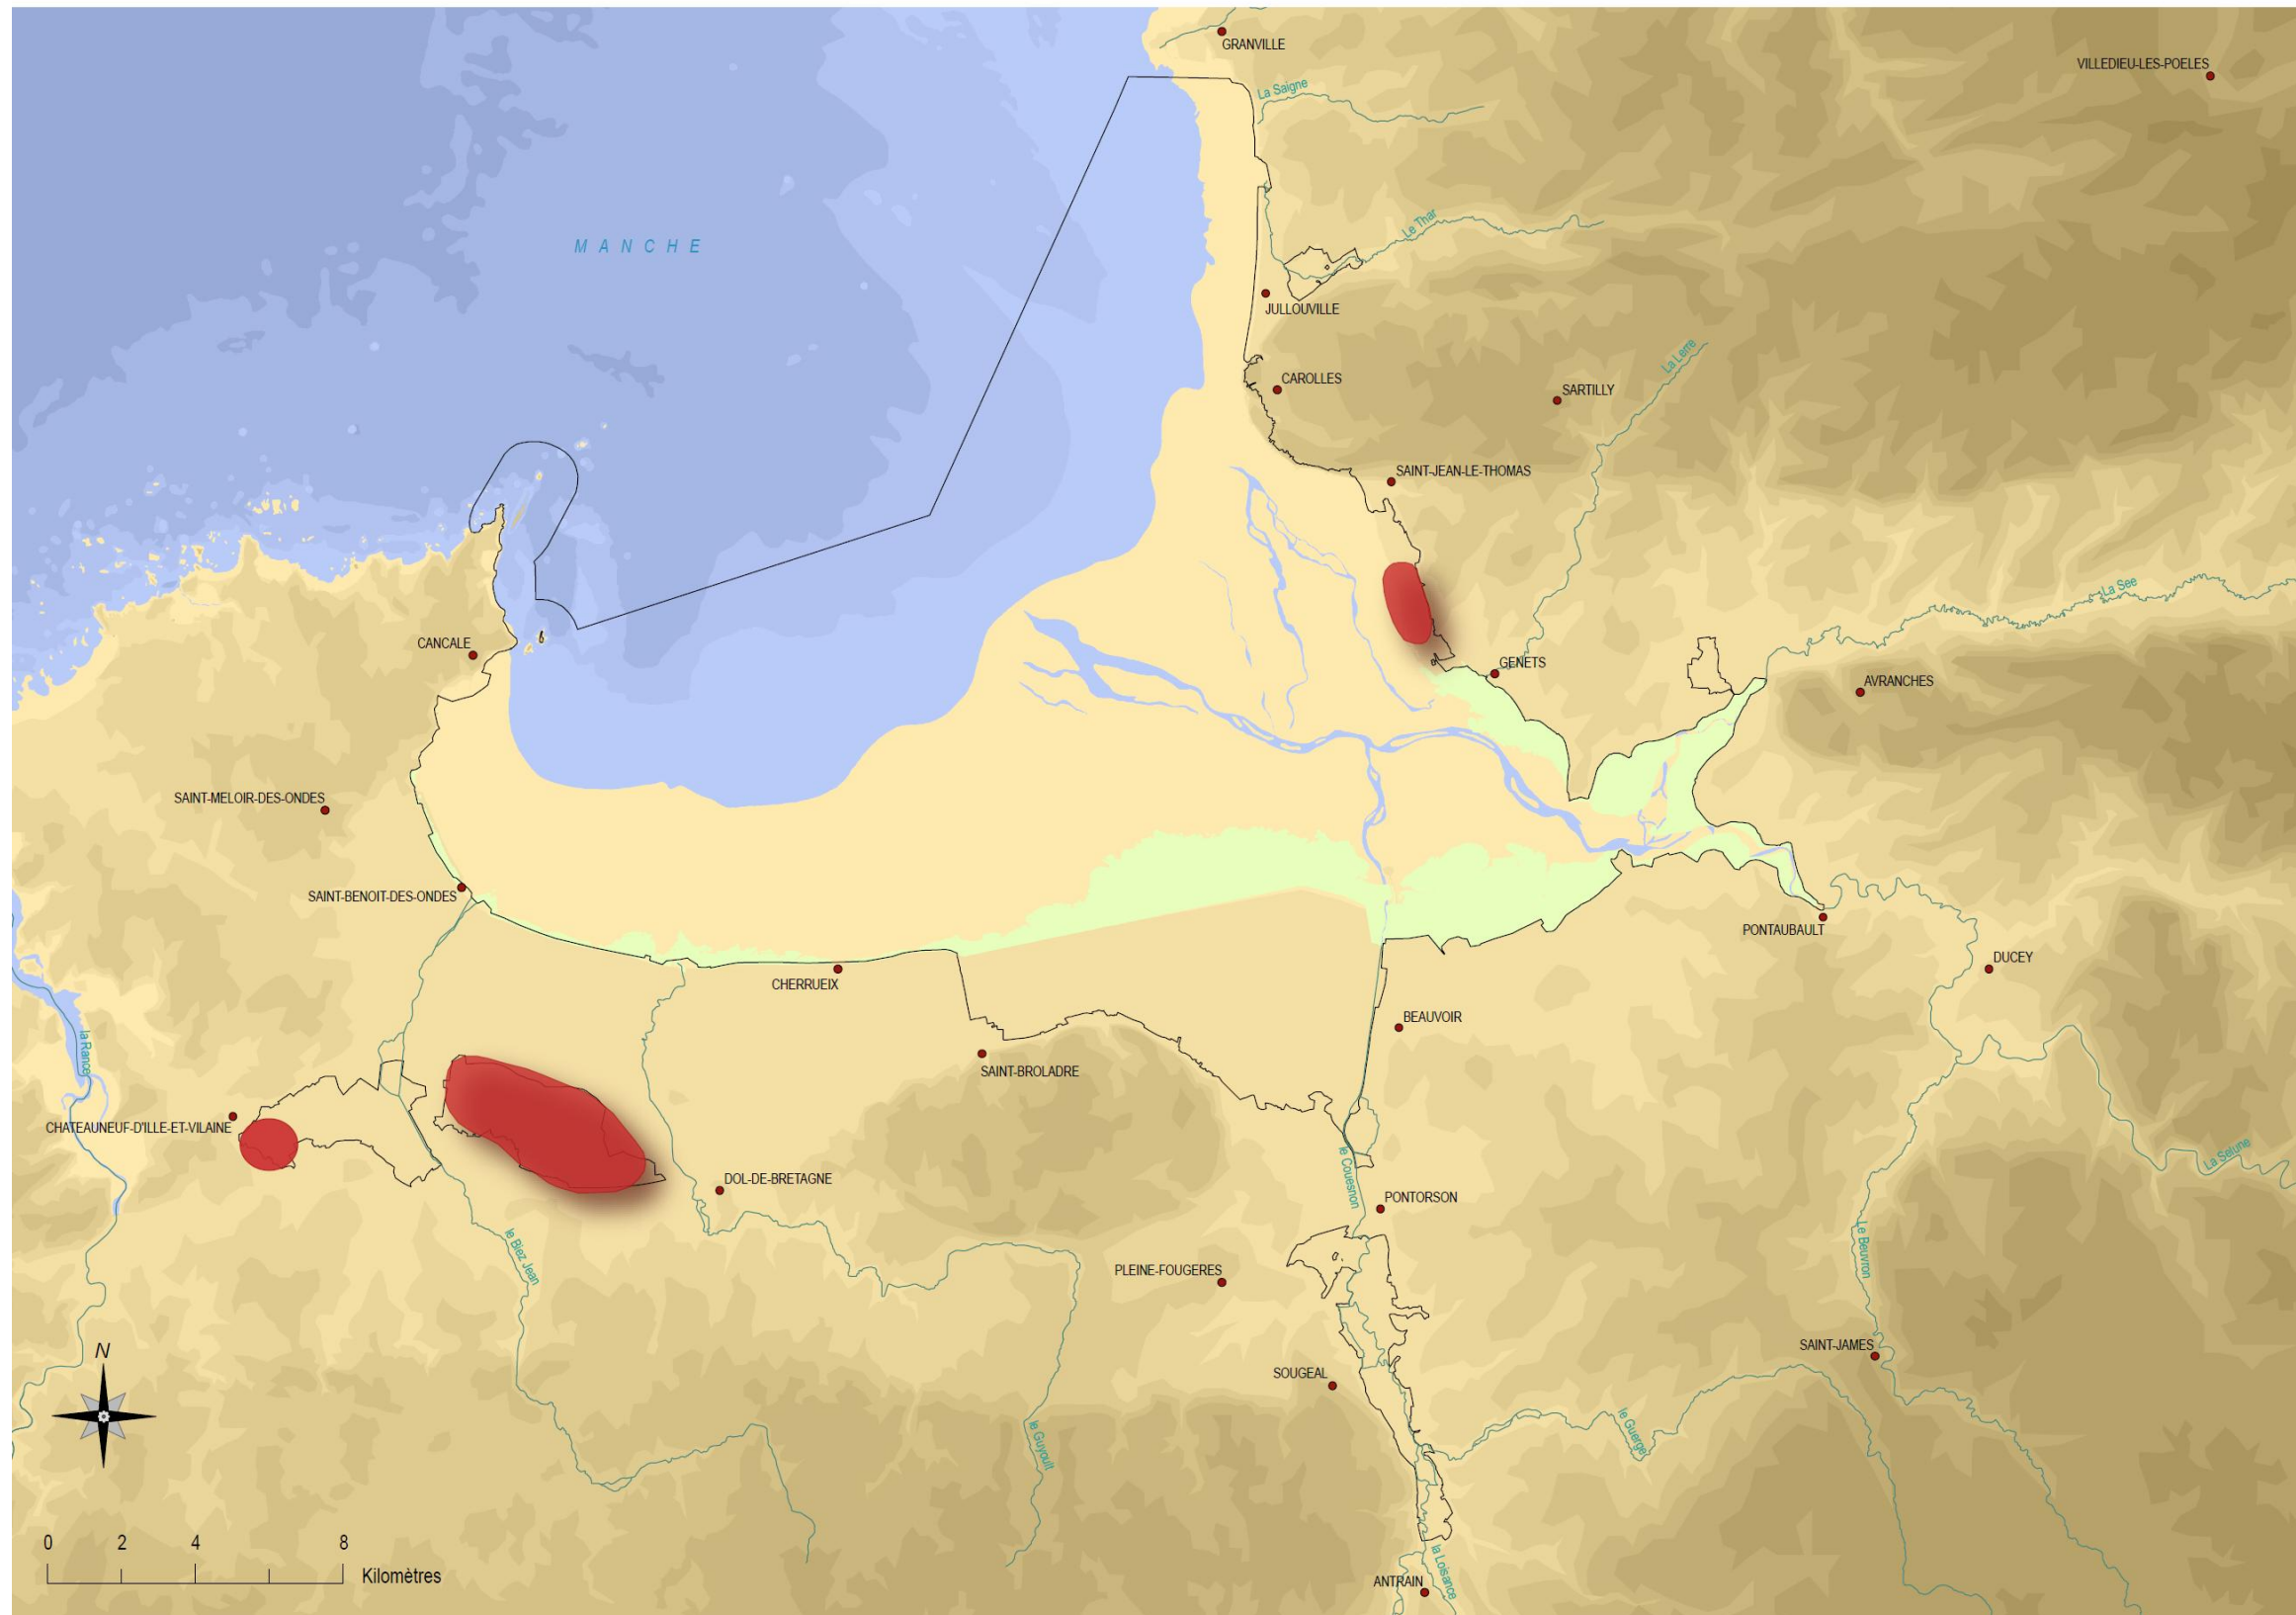 GRANVILLE
VILLEDIEU-LES-POELES
La Saigne
MANCHE
Le Thar
JULLOUVILLE
La Lerre
CAROLLES
SARTILLY
SAINT-JEAN-LE-THOMAS
La See
CANCALE
GENETS
AVRANCHES
SAINT-MELOIR-DES-ONDES
SAINT-BENOIT-DES-ONDES
PONTAUBAULT
DUCEY
CHERRUEIX
BEAUVOIR
la Rance
SAINT-BROLADRE
CHATEAUNEUF-D'ILLE-ET-VILAINE
DOL-DE-BRETAGNE
le Couesnon
La Selune
PONTORSON
le Biez Jean
Le Beuvron
PLEINE-FOUGERES
N
SAINT-JAMES
SOUGEAL
le Guyoult
le Guerge
0 2 4 8
Kilomètres
ANTRAIN
la Loisance